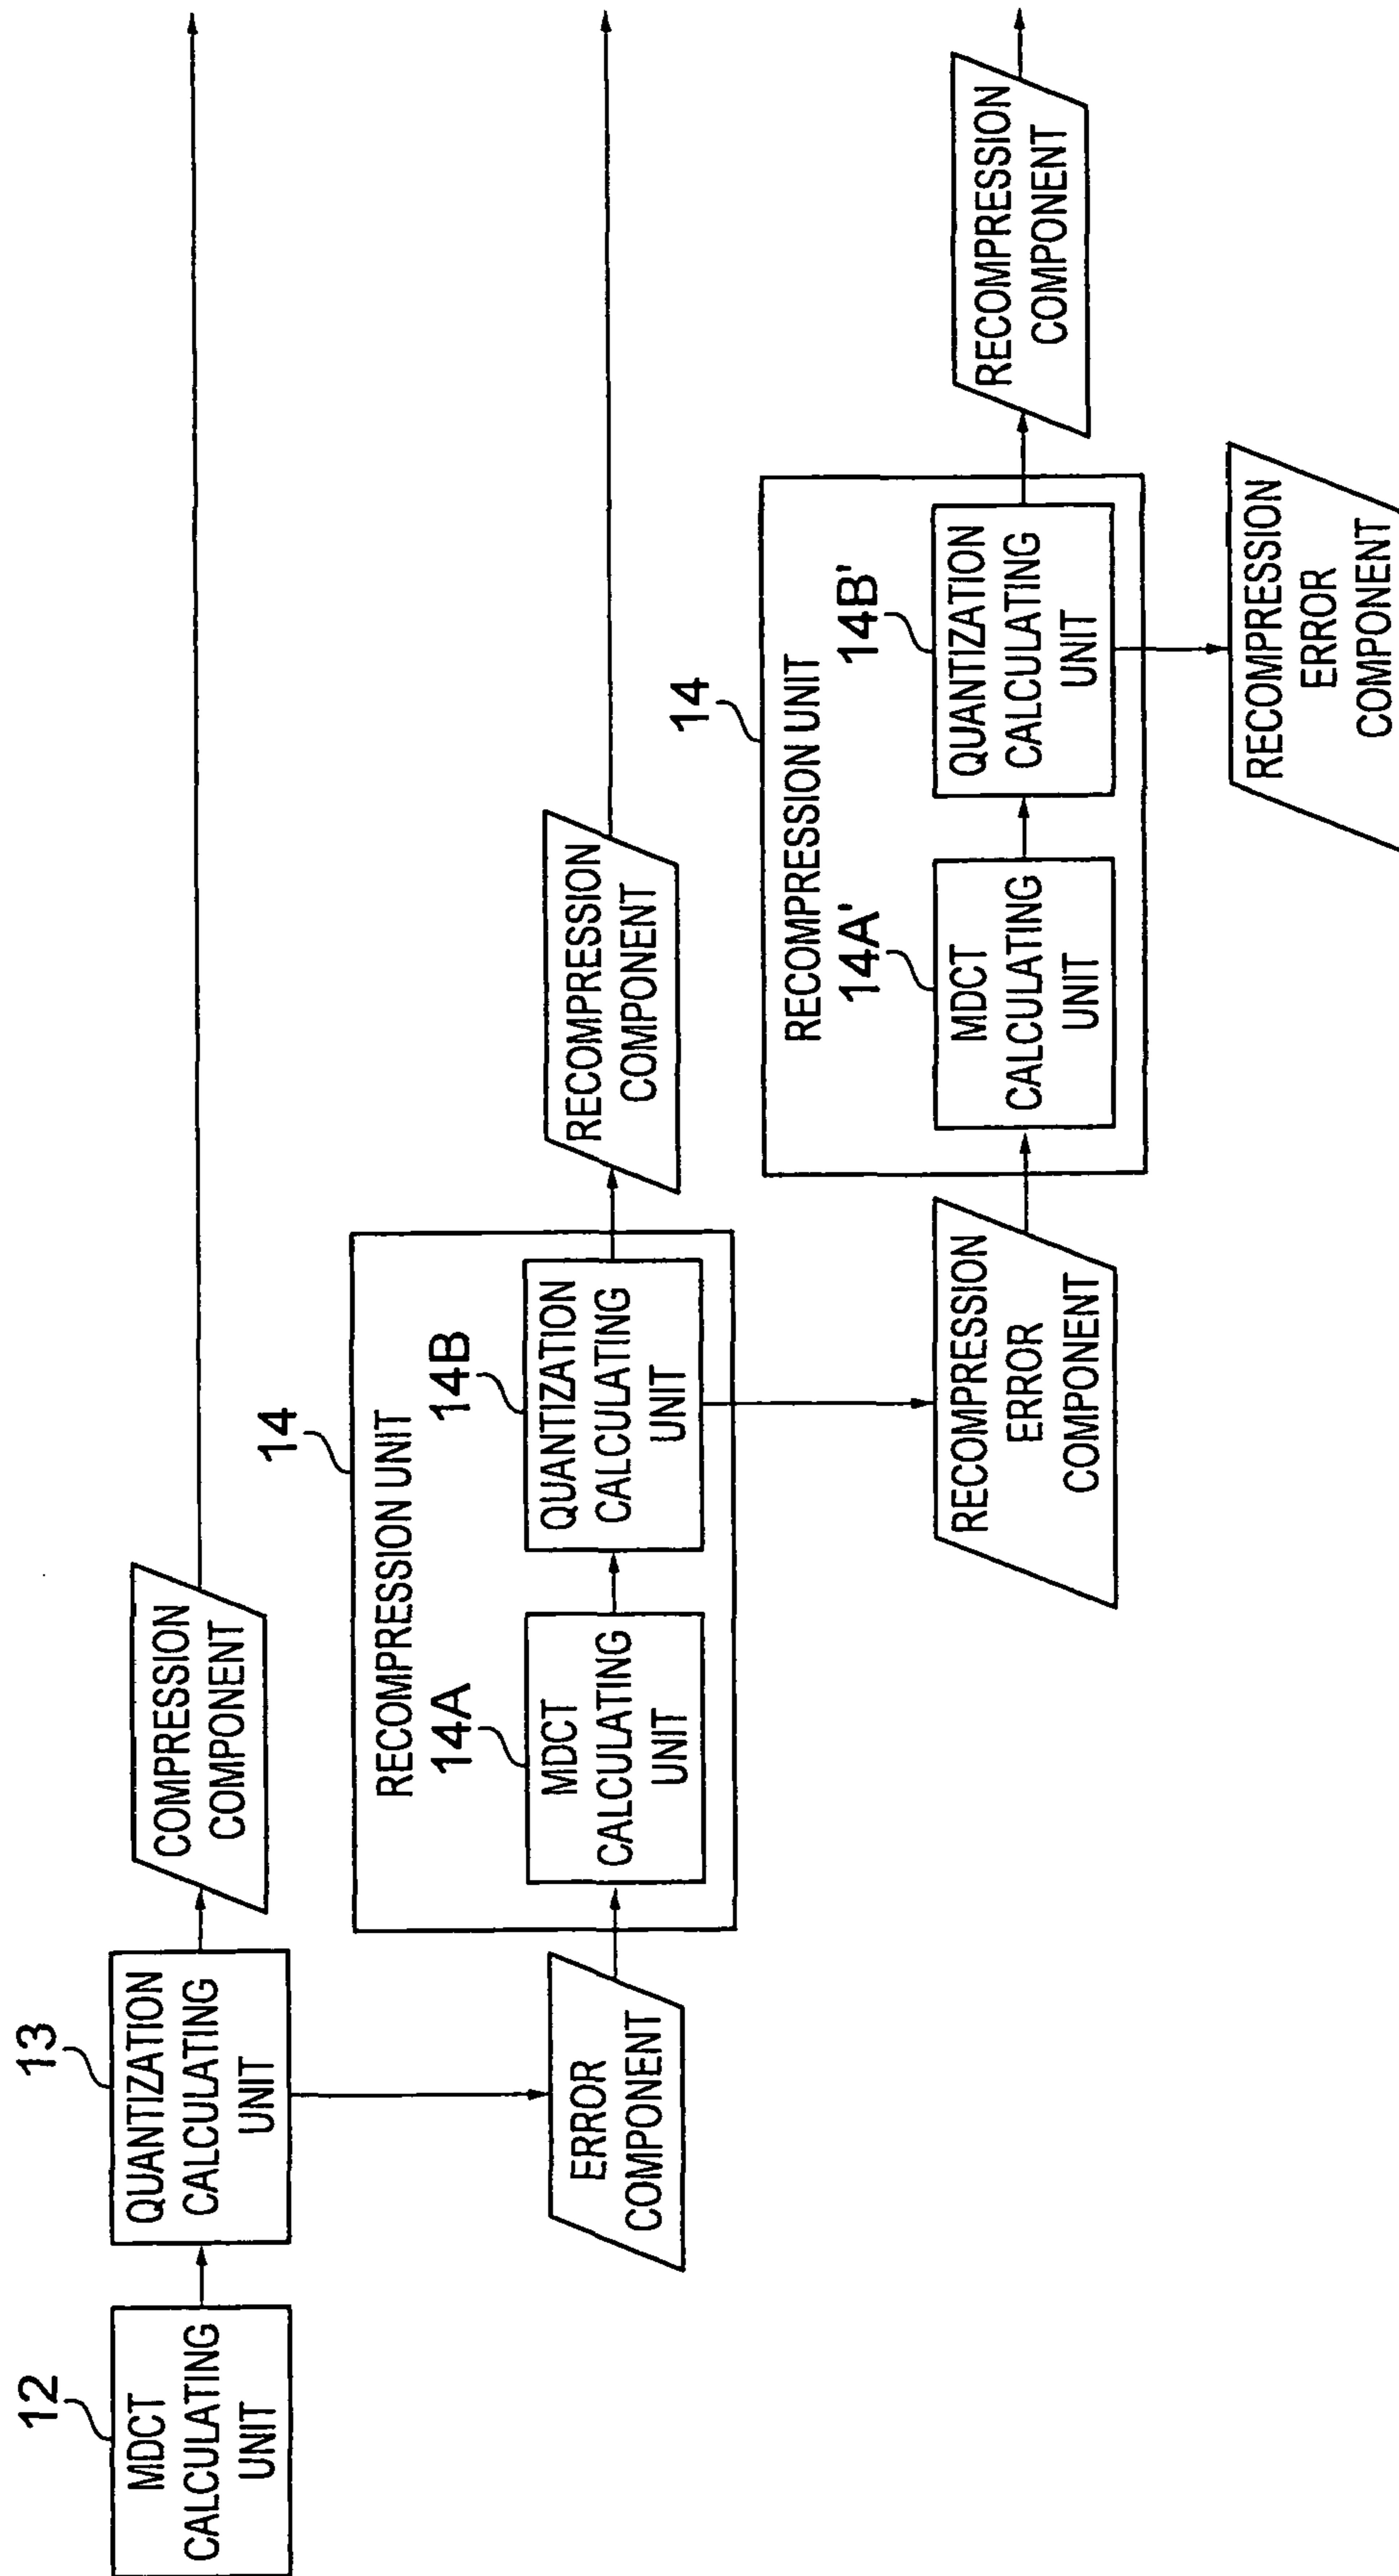 12
MDCT
CALCULATING
UNIT
13
QUANTIZATION
CALCULATING
UNIT
COMPRESSION
COMPONENT
ERROR
COMPONENT
14
RECOMPRESSION UNIT
14A
MDCT
CALCULATING
UNIT
14B
QUANTIZATION
CALCULATING
UNIT
RECOMPRESSION
COMPONENT
RECOMPRESSION
ERROR
COMPONENT
14
RECOMPRESSION UNIT
14A'
MDCT
CALCULATING
UNIT
14B'
QUANTIZATION
CALCULATING
UNIT
RECOMPRESSION
COMPONENT
RECOMPRESSION
ERROR
COMPONENT